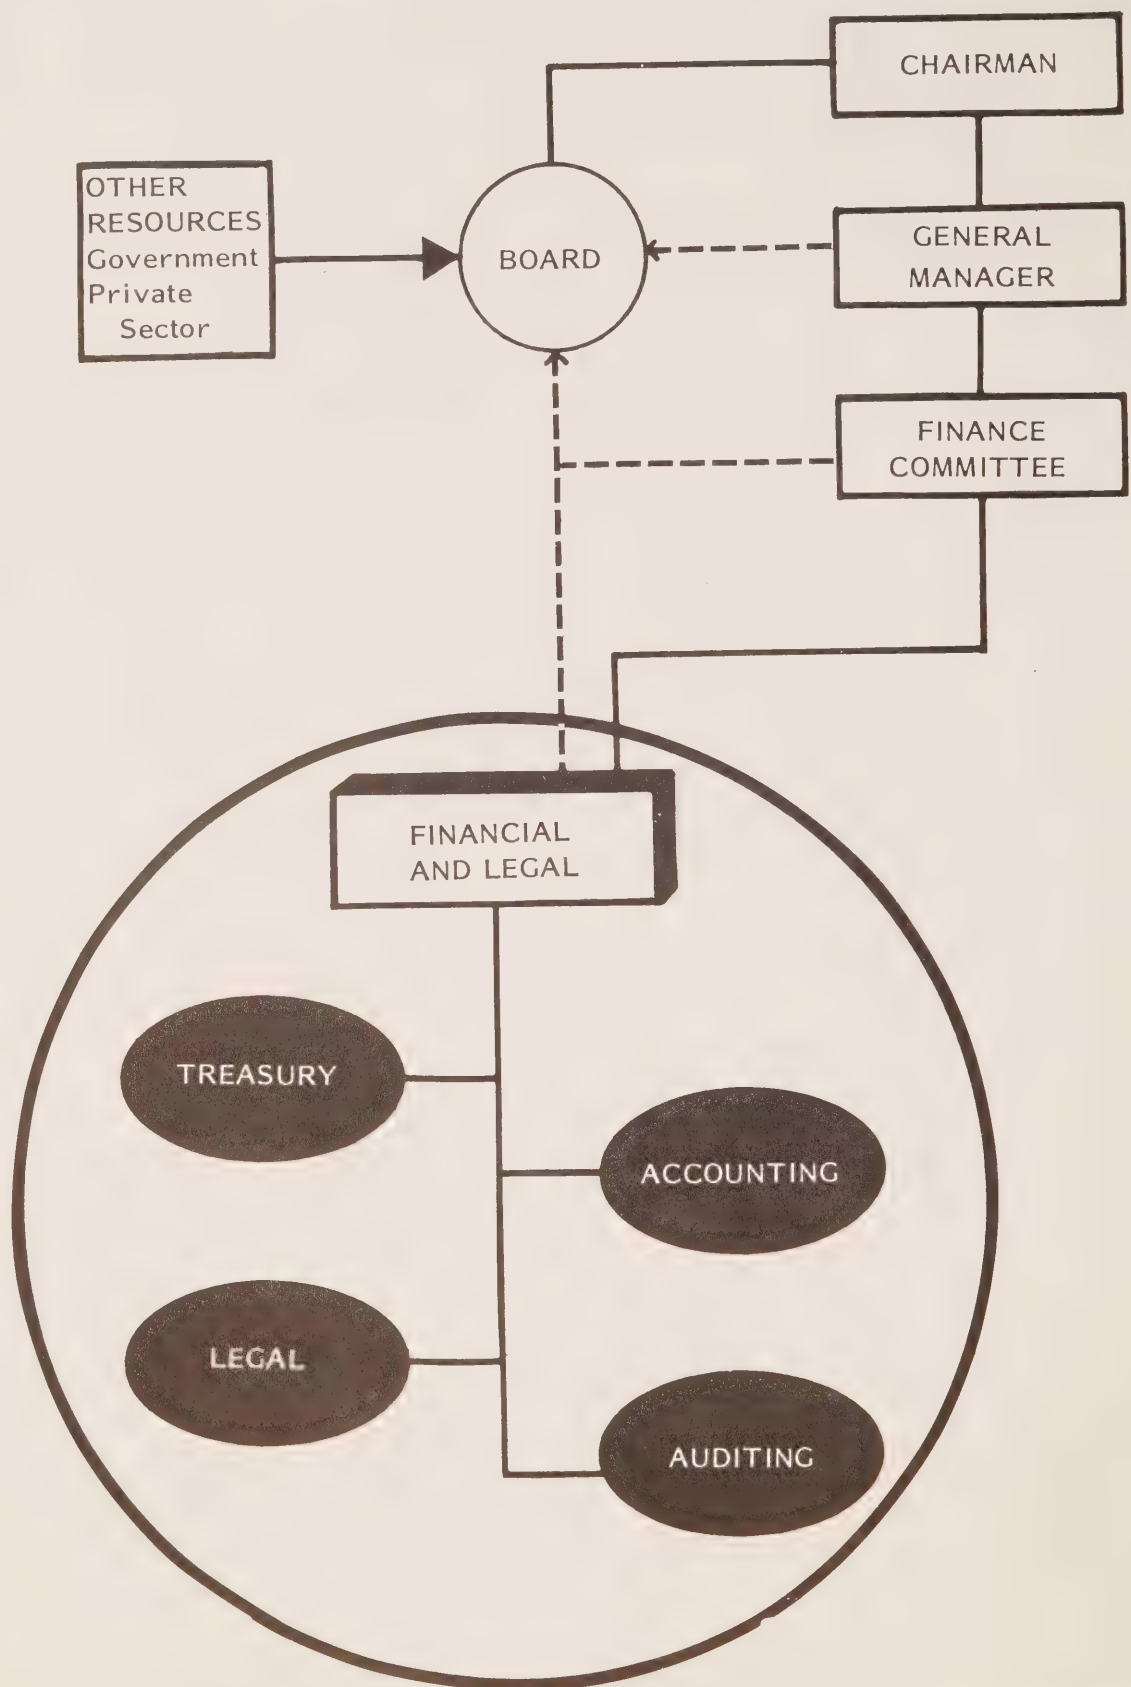 CHAIRMAN
OTHER
RESOURCES
Government
Private
Sector
BOARD
GENERAL
MANAGER
FINANCE
COMMITTEE
FINANCIAL
AND LEGAL
TREASURY
ACCOUNTING
LEGAL
AUDITING